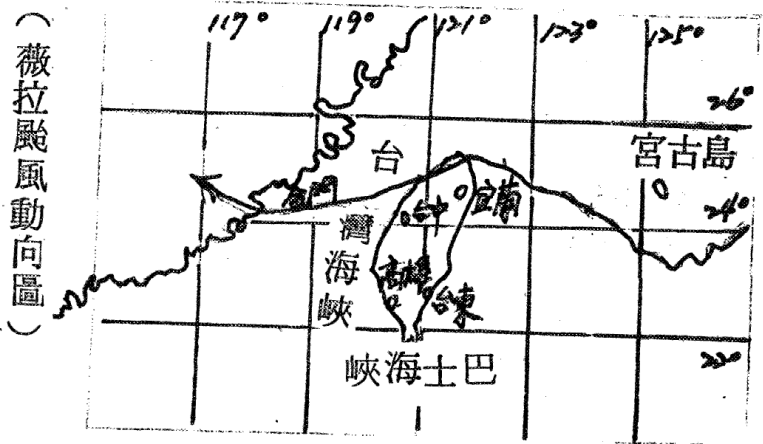 （薇拉颱風動向圖）
117° 119° 121° 123° 125°
26°
宮古島
台
灣
海
峽
金門
宜蘭
台中
24°
高雄
台東
22°
峽海士巴